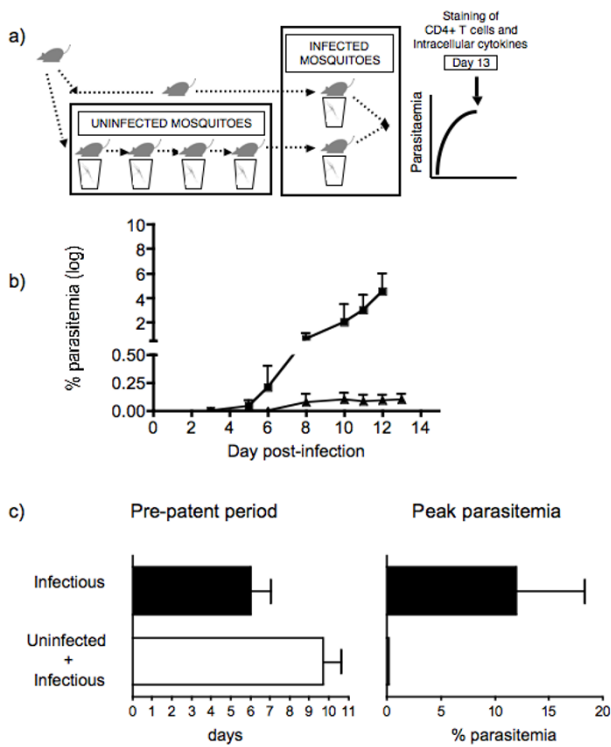 a)
Staining of
CD4+ T cells and
Intracellular cytokines
Day 13
INFECTED
MOSQUITOES
UNINFECTED MOSQUITOES
Parasitaemia
b)
% parasitemia (log)
10
8
6
4
2
0.50
0.25
0.00
0 2 4 6 8 10 12 14
Day post-infection
c)
Pre-patent period
Peak parasitemia
Infectious
Uninfected
+
Infectious
0 1 2 3 4 5 6 7 8 9 10 11
days
0 5 10 15 20
% parasitemia